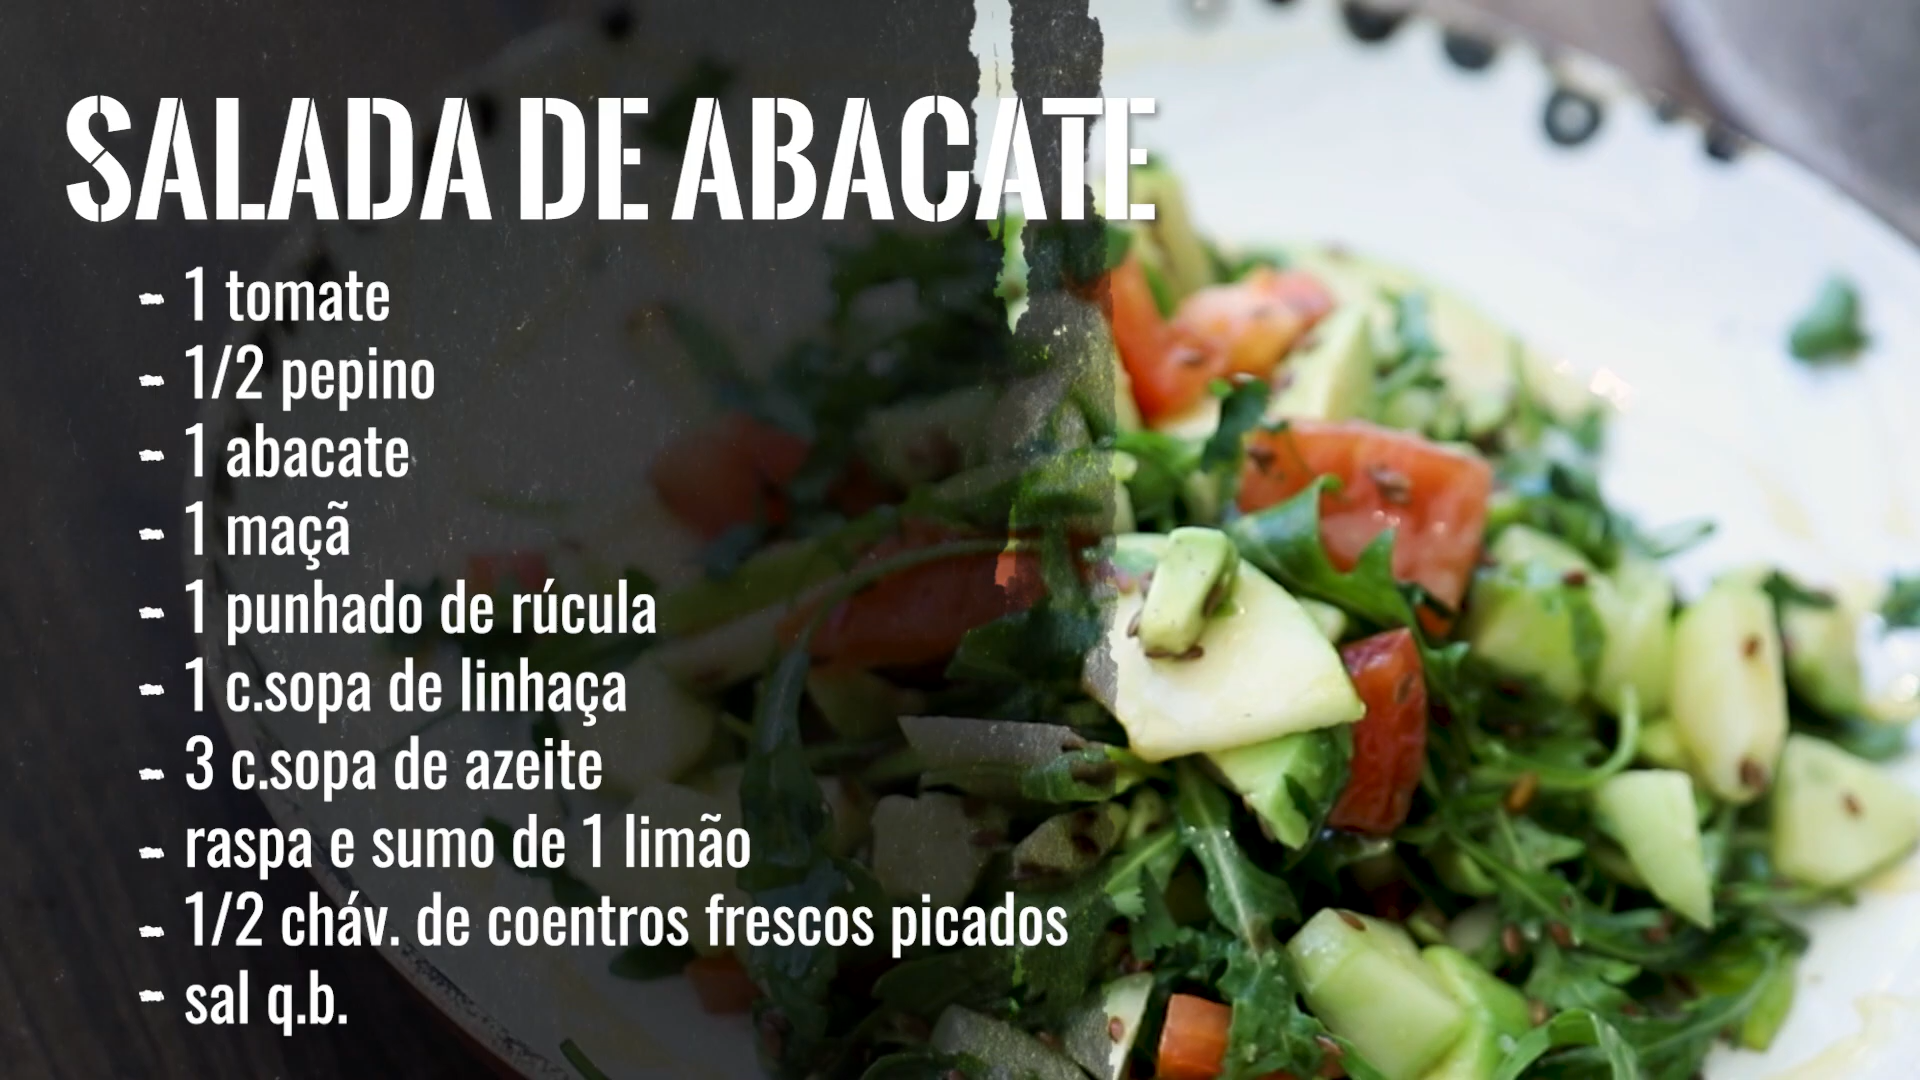 SALADA DE ABACATE
- 1 tomate
- 1/2 pepino
- 1 abacate
- 1 maçã
- 1 punhado de rúcula
- 1 c.sopa de linhaça
- 3 c.sopa de azeite
- raspa e sumo de 1 limão
- 1/2 cháv. de coentros frescos picados
- sal q.b.